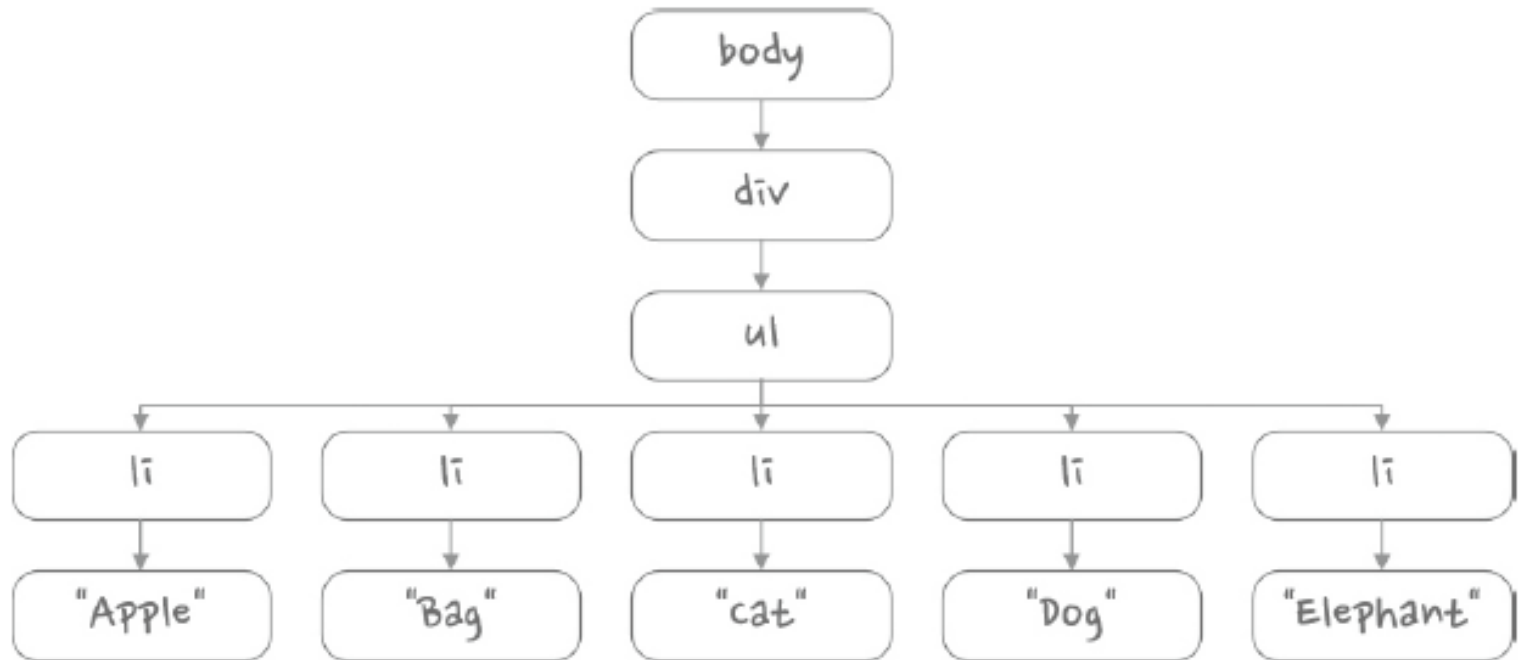 body
div
ul
li li li li li
"Apple" "Bag" "cat" "Dog" "Elephant"